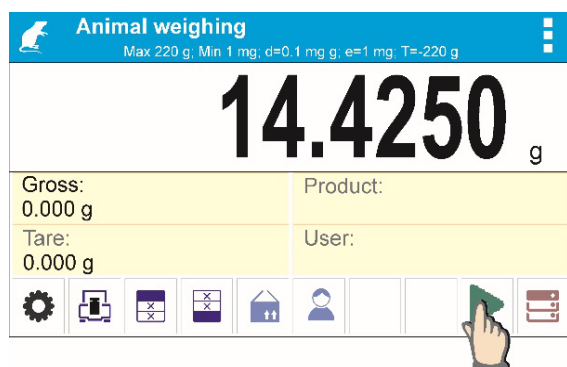 Animal weighing
Max 220 g; Min 1 mg; d=0.1 mg g; e=1 mg; T=-220 g
14.4250 g
Gross:
0.000 g
Product:
Tare:
0.000 g
User: